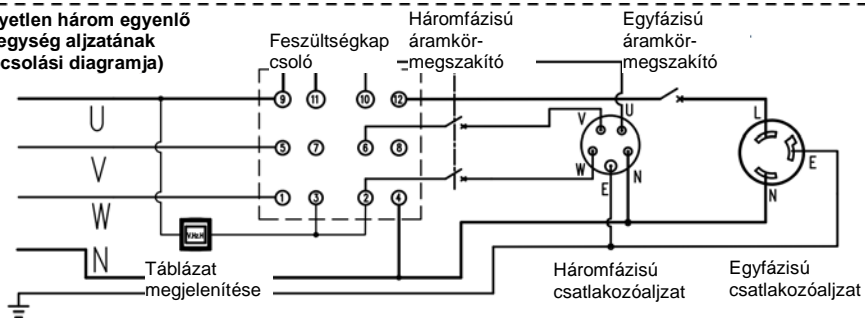 yetlen három egyenlő
egység aljzatának
csolási diagramja)
Feszültségkap
csoló
Háromfázisú
áramkör-
megszakító
Egyfázisú
áramkör-
megszakító
9 11 10 12
U
5 7 6 8
V
1 3 2 4
W
N
V U
W E N
L
E
N
Táblázat
megjelenítése
Háromfázisú
csatlakozóaljzat
Egyfázisú
csatlakozóaljzat